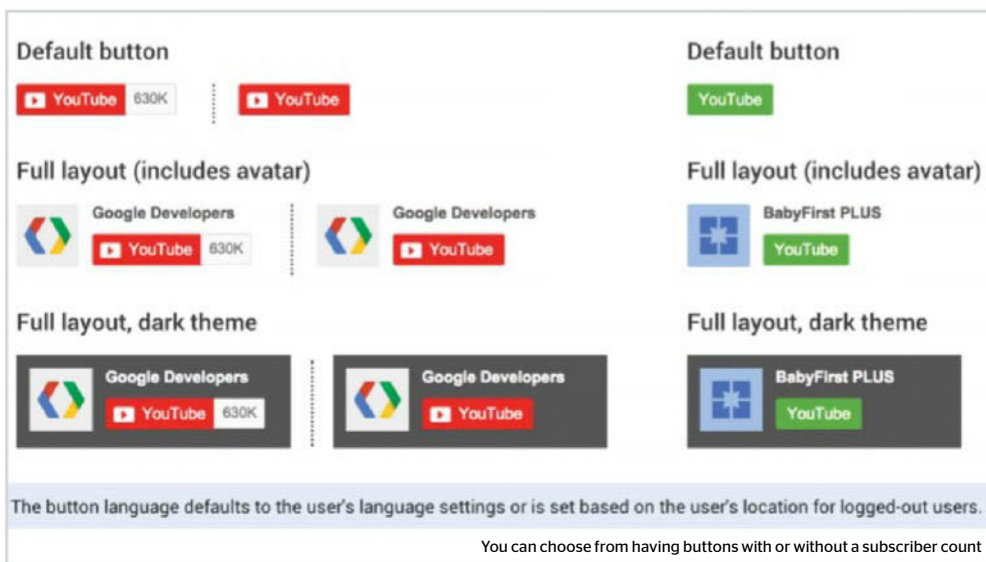 Default button
YouTube 630K
YouTube
Default button
YouTube
Full layout (includes avatar)
Google Developers
YouTube 630K
Google Developers
YouTube
Full layout (includes avatar)
BabyFirst PLUS
YouTube
Full layout, dark theme
Google Developers
YouTube 630K
Google Developers
YouTube
Full layout, dark theme
BabyFirst PLUS
YouTube
The button language defaults to the user's language settings or is set based on the user's location for logged-out users.
You can choose from having buttons with or without a subscriber count